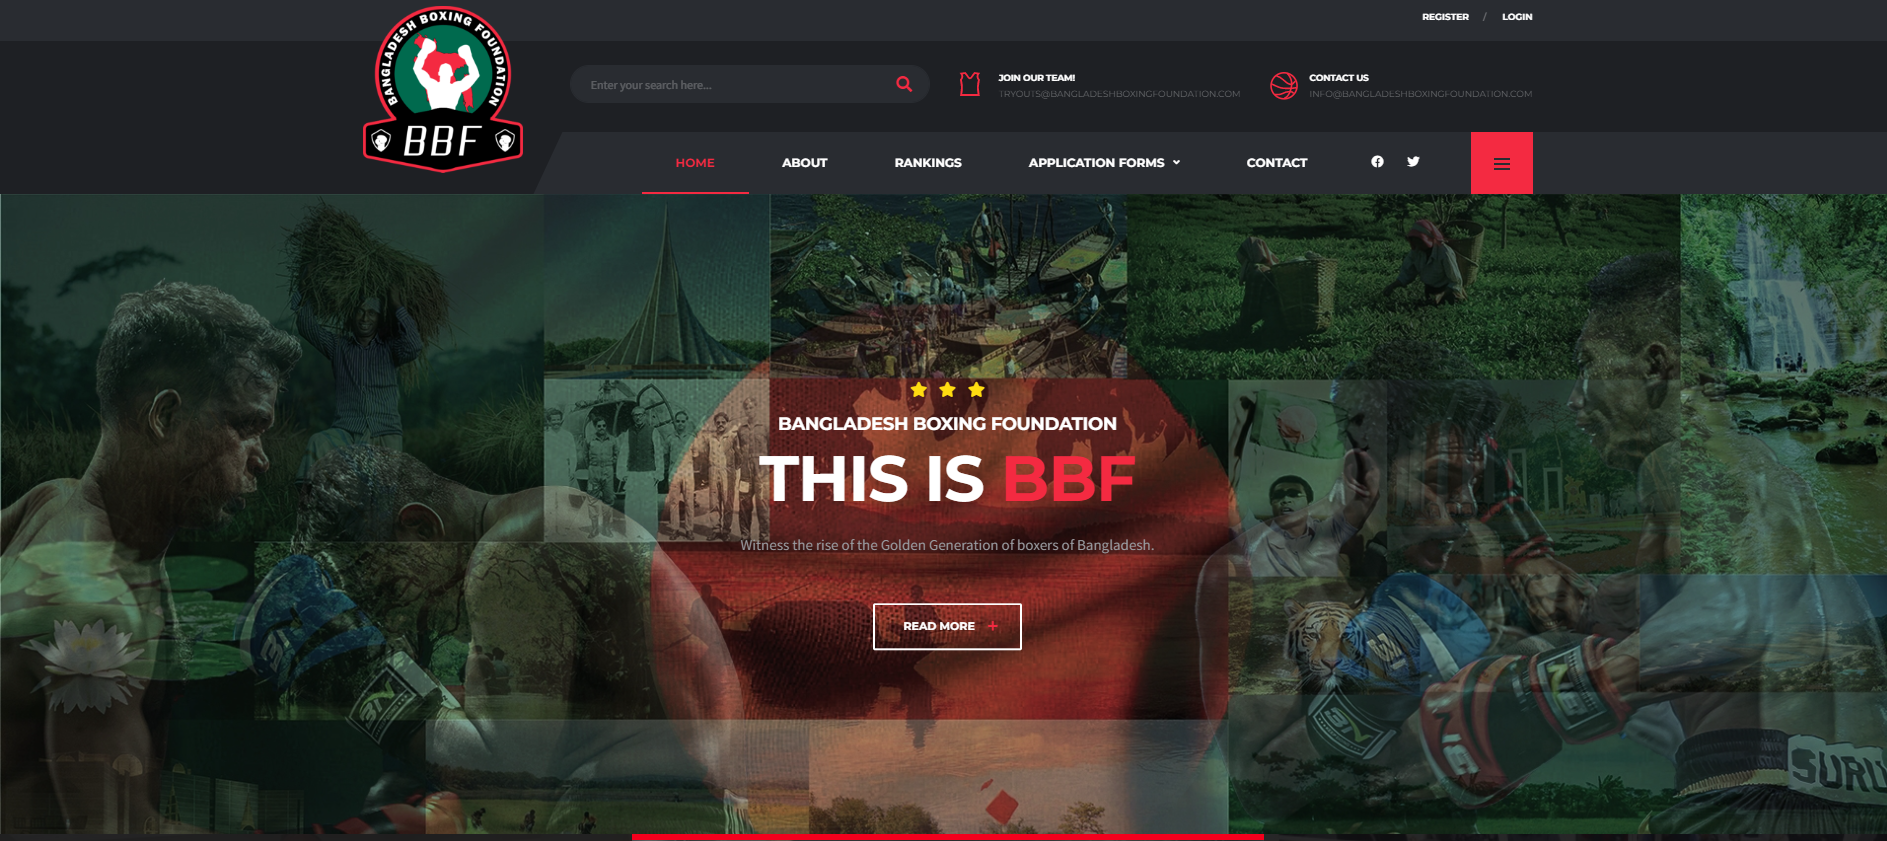 REGISTER / LOGIN
BANGLADESH BOXING FOUNDATION
BBF
Enter your search here...
JOIN OUR TEAM!
TRYOUTS@BANGLADESHBOXINGFOUNDATION.COM
CONTACT US
INFO@BANGLADESHBOXINGFOUNDATION.COM
HOME
ABOUT
RANKINGS
APPLICATION FORMS
CONTACT
BANGLADESH BOXING FOUNDATION
THIS IS BBF
Witness the rise of the Golden Generation of boxers of Bangladesh.
READ MORE +